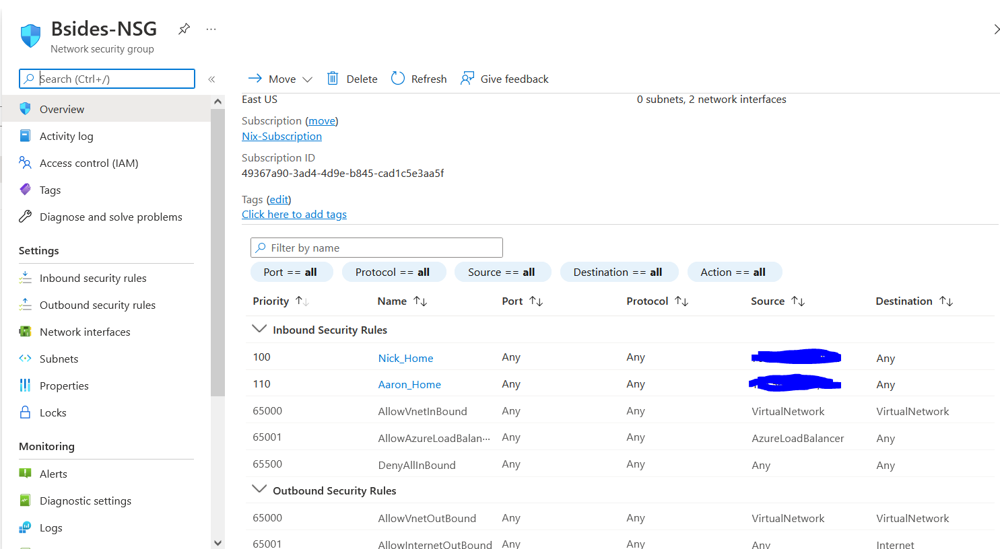 Bsides-NSG
Network security group
Search (Ctrl+/)
Overview
Activity log
Access control (IAM)
Tags
Diagnose and solve problems
Settings
Inbound security rules
Outbound security rules
Network interfaces
Subnets
Properties
Locks
Monitoring
Alerts
Diagnostic settings
Logs
Move Delete Refresh Give feedback
East US 0 subnets, 2 network interfaces
Subscription (move)
Nix-Subscription
Subscription ID
49367a90-3ad4-4d9e-b845-cad1c5e3aa5f
Tags (edit)
Click here to add tags
Filter by name
Port == all Protocol == all Source == all Destination == all Action == all
Priority Name Port Protocol Source Destination
Inbound Security Rules
100 Nick_Home Any Any Any
110 Aaron_Home Any Any Any
65000 AllowVnetInBound Any Any VirtualNetwork VirtualNetwork
65001 AllowAzureLoadBalan··· Any Any AzureLoadBalancer Any
65500 DenyAllInBound Any Any Any Any
Outbound Security Rules
65000 AllowVnetOutBound Any Any VirtualNetwork VirtualNetwork
65001 AllowInternetOutBound Any Any Any Internet